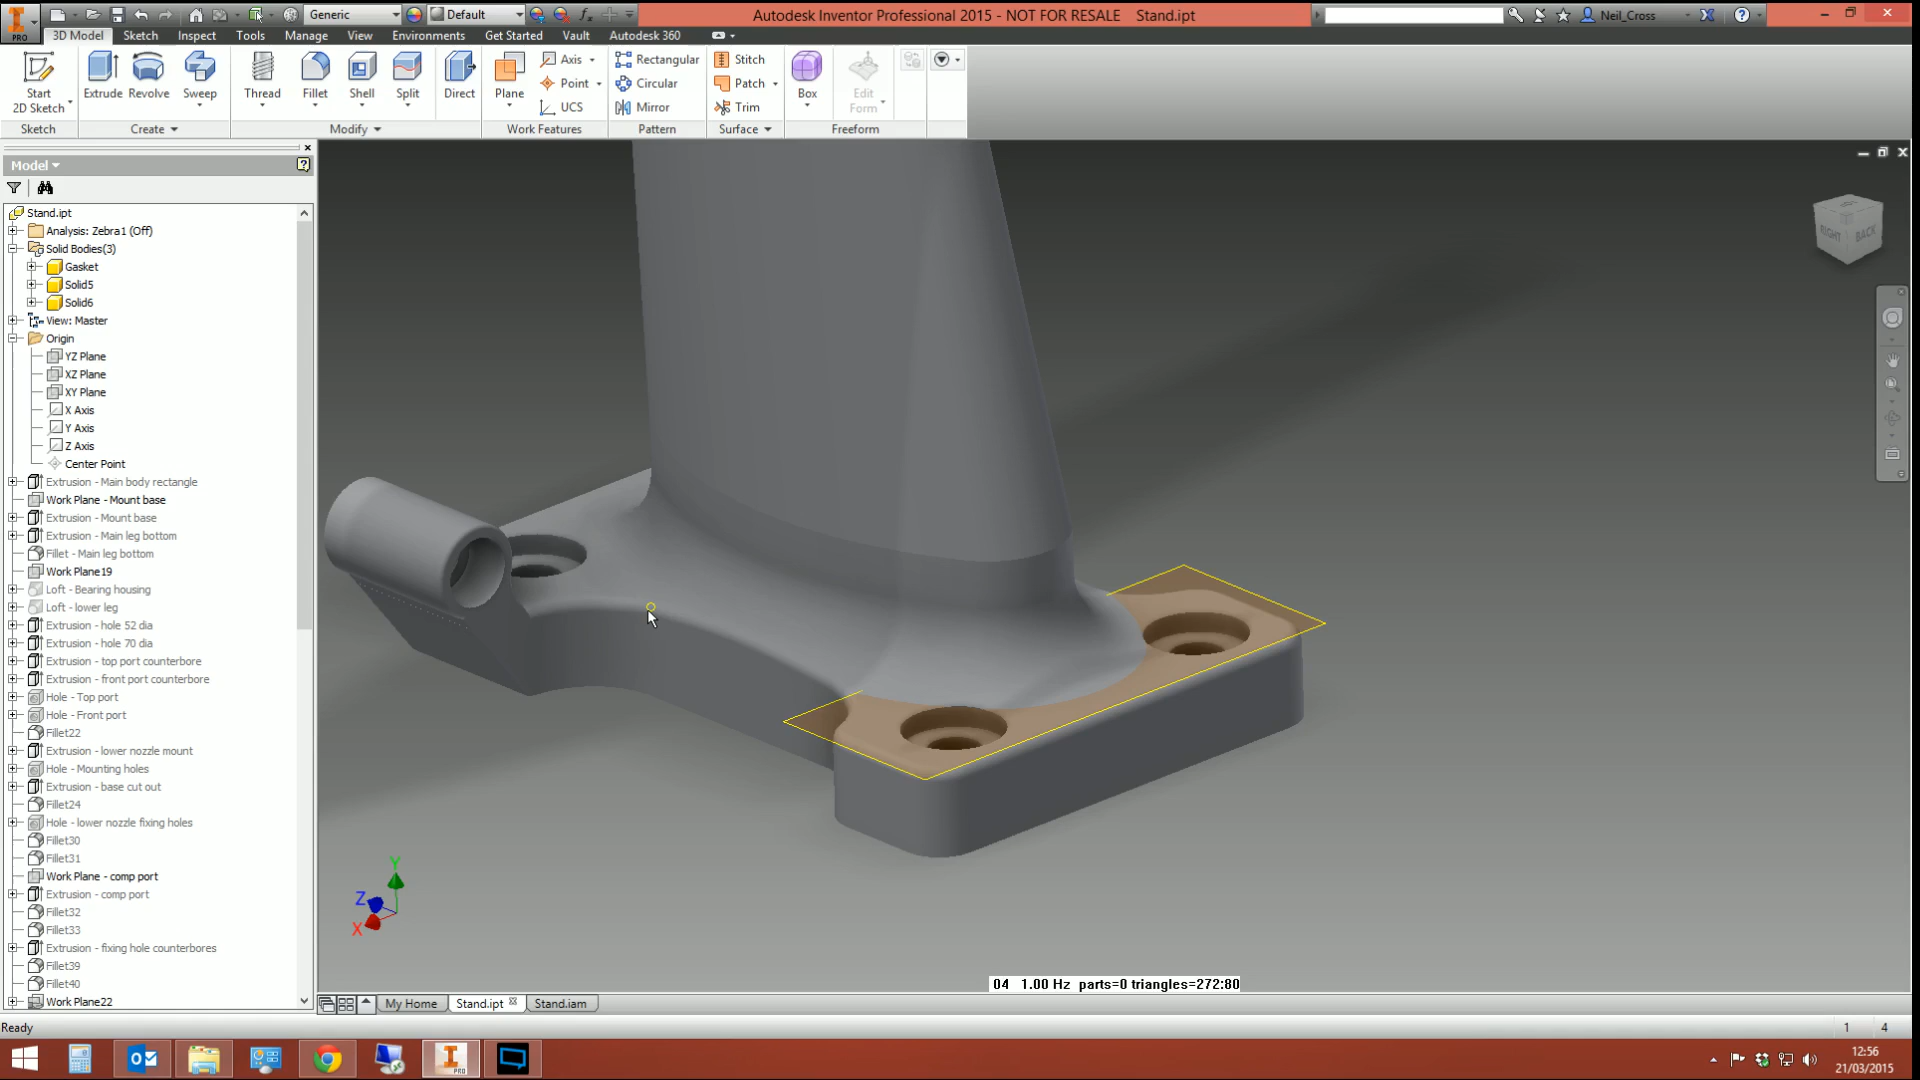 Generic
Default
Autodesk Inventor Professional 2015 - NOT FOR RESALE Stand.ipt
Neil_Cross
PRO
3D Model
Sketch
Inspect
Tools
Manage
View
Environments
Get Started
Vault
Autodesk 360
Start
2D Sketch
Extrude
Revolve
Sweep
Thread
Fillet
Shell
Split
Direct
Plane
Axis
Point
UCS
Rectangular
Circular
Mirror
Stitch
Patch
Trim
Box
Edit
Form
Sketch
Create
Modify
Work Features
Pattern
Surface
Freeform
Model
Stand.ipt
Analysis: Zebra1 (Off)
Solid Bodies(3)
Gasket
Solid5
Solid6
View: Master
Origin
YZ Plane
XZ Plane
XY Plane
X Axis
Y Axis
Z Axis
Center Point
Extrusion - Main body rectangle
Work Plane - Mount base
Extrusion - Mount base
Extrusion - Main leg bottom
Fillet - Main leg bottom
Work Plane19
Loft - Bearing housing
Loft - lower leg
Extrusion - hole 52 dia
Extrusion - hole 70 dia
Extrusion - top port counterbore
Extrusion - front port counterbore
Hole - Top port
Hole - Front port
Fillet22
Extrusion - lower nozzle mount
Hole - Mounting holes
Extrusion - base cut out
Fillet24
Hole - lower nozzle fixing holes
Fillet30
Fillet31
Work Plane - comp port
Extrusion - comp port
Fillet32
Fillet33
Extrusion - fixing hole counterbores
Fillet39
Fillet40
Work Plane22
RIGHT
BACK
Y
Z
X
04 1.00 Hz parts=0 triangles=272:80
My Home
Stand.ipt
Stand.iam
Ready
1
4
PRO
12:56
21/03/2015